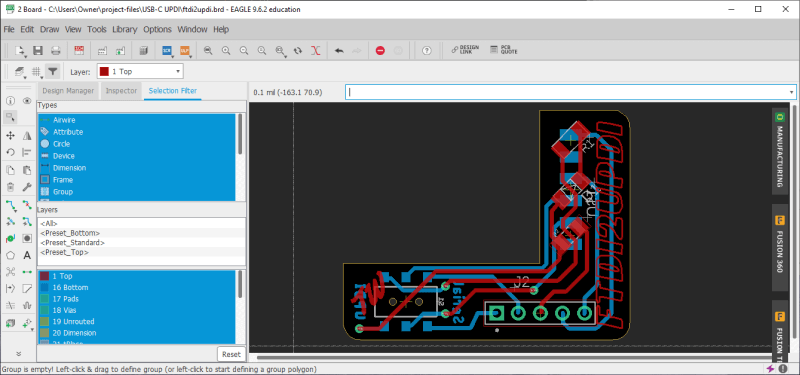 2 Board - C:\Users\Owner\project-files\USB-C UPDI\ftdi2updi.brd - EAGLE 9.6.2 education
File Edit Draw View Tools Library Options Window Help
SCR ULP DESIGN LINK PCB QUOTE
Layer: 1 Top
Design Manager Inspector Selection Filter
0.1 mil (-163.1 70.9)
Types
Airwire
Attribute
Circle
Device
Dimension
Frame
Group
Layers
<All>
<Preset_Bottom>
<Preset_Standard>
<Preset_Top>
1 Top
16 Bottom
17 Pads
18 Vias
19 Unrouted
20 Dimension
Reset
R1
J2
Serial
MANUFACTURING
FUSION 360
Group is empty! Left-click & drag to define group (or left-click to start defining a group polygon)